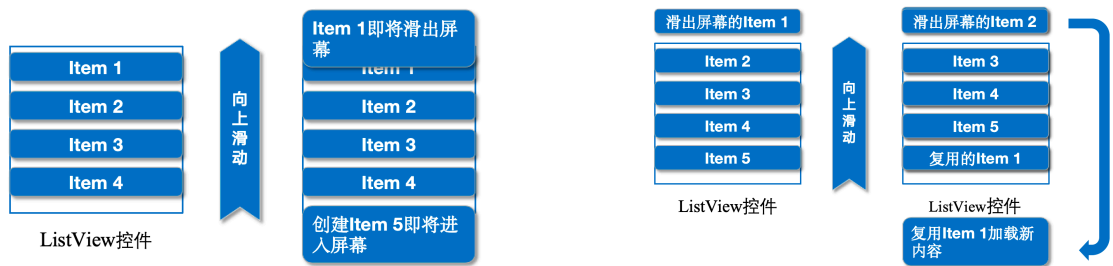 Item 1
Item 2
Item 3
Item 4
ListView控件
向上滑动
Item 1即将滑出屏
幕
Item 1
Item 2
Item 3
Item 4
创建Item 5即将进
入屏幕
滑出屏幕的Item 1
Item 2
Item 3
Item 4
Item 5
ListView控件
向上滑动
滑出屏幕的Item 2
Item 3
Item 4
Item 5
复用的Item 1
ListView控件
复用Item 1加载新
内容